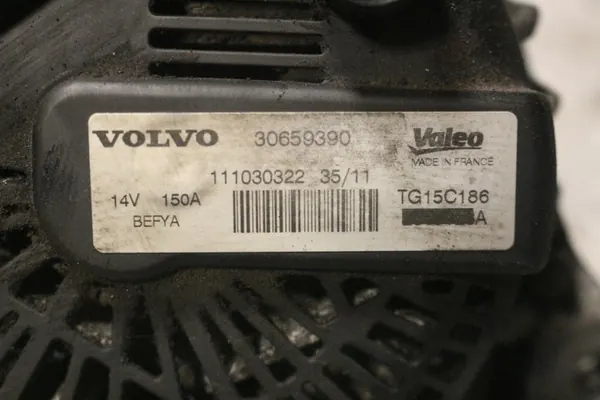 VOLVO 30659390 Valeo
MADE IN FRANCE
111030322 35/11
14V 150A TG15C186
BEFYA A